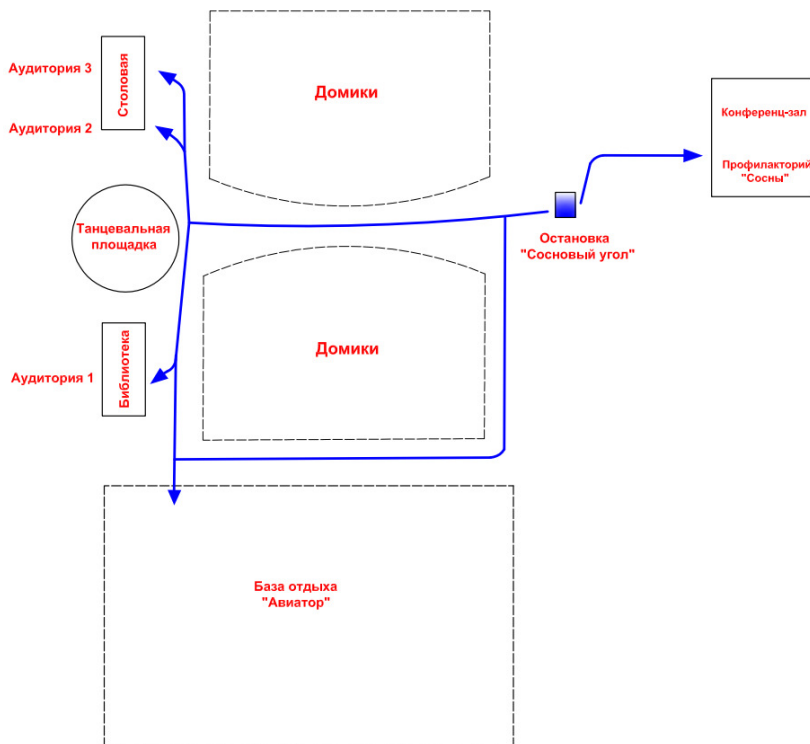 Аудитория 3
Столовая
Аудитория 2
Домики
Конференц-зал
Профилакторий
"Сосны"
Танцевальная
площадка
Остановка
"Сосновый угол"
Домики
Аудитория 1
Библиотека
База отдыха
"Авиатор"